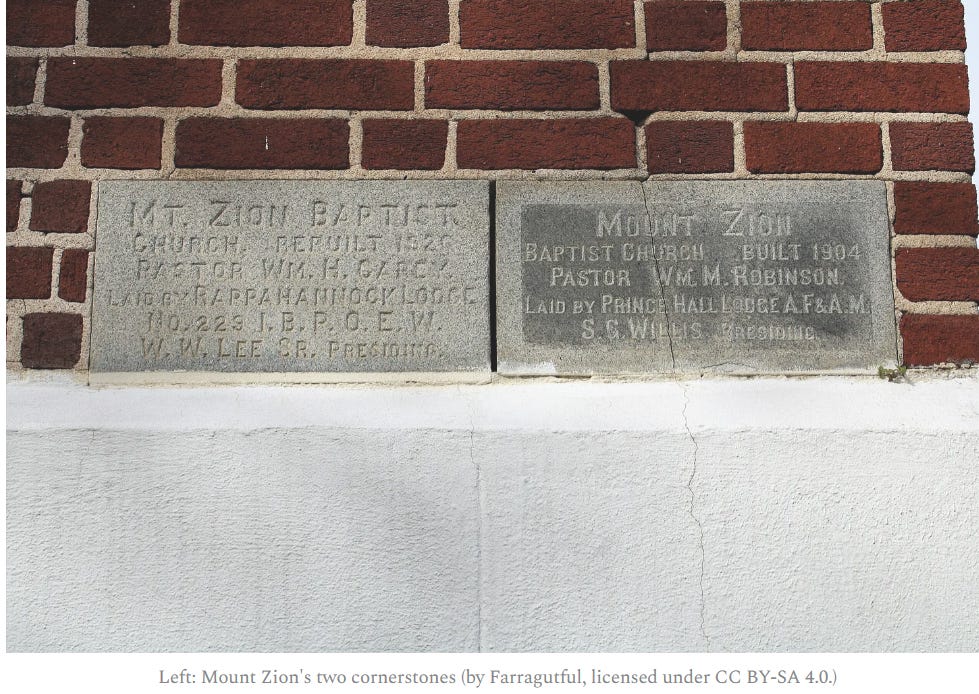 MT. ZION BAPTIST
CHURCH. REBUILT
PASTOR WM. H. GAREY.
LAID BY RAPPAHANNOCK LODGE
NO. 223 I. B. P. O. E. W.
W. W. LEE SR. PRESIDING.
MOUNT ZION
BAPTIST CHURCH BUILT 1904
PASTOR WM. M. ROBINSON.
LAID BY PRINCE HALL LODGE A. F. & A. M.
S. G. WILLIS PRESIDING.
Left: Mount Zion's two cornerstones (by Farragutful, licensed under CC BY-SA 4.0.)